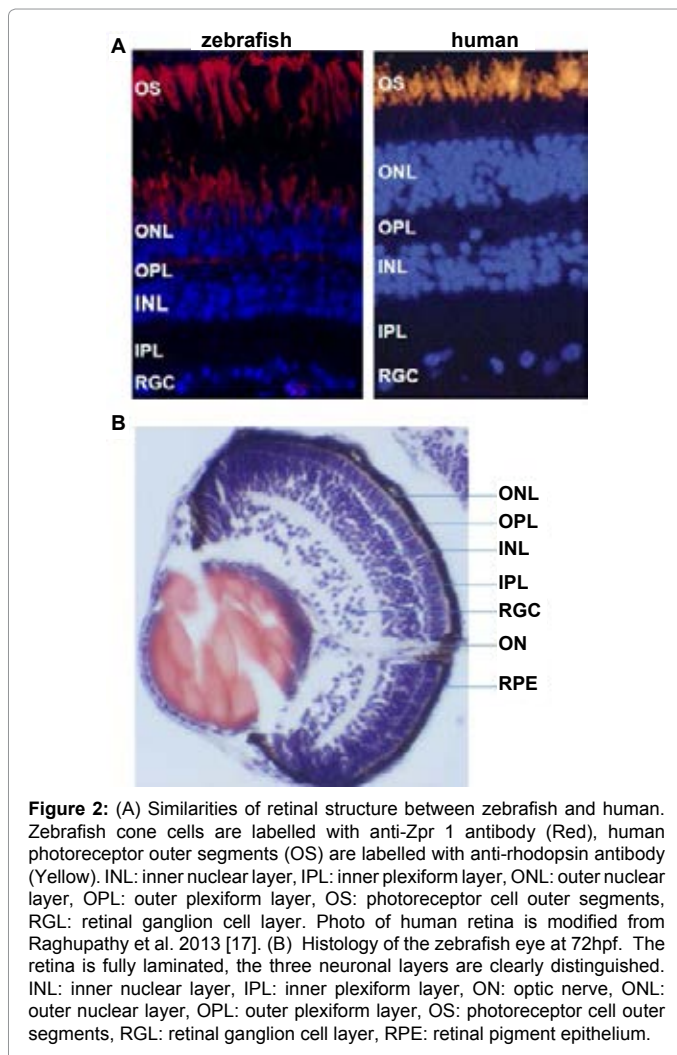 A
zebrafish
human
OS
ONL
OPL
INL
IPL
RGC
OS
ONL
OPL
INL
IPL
RGC
B
ONL
OPL
INL
IPL
RGC
ON
RPE
Figure 2: (A) Similarities of retinal structure between zebrafish and human.
Zebrafish cone cells are labelled with anti-Zpr 1 antibody (Red), human
photoreceptor outer segments (OS) are labelled with anti-rhodopsin antibody
(Yellow). INL: inner nuclear layer, IPL: inner plexiform layer, ONL: outer nuclear
layer, OPL: outer plexiform layer, OS: photoreceptor cell outer segments,
RGL: retinal ganglion cell layer. Photo of human retina is modified from
Raghupathy et al. 2013 [17]. (B) Histology of the zebrafish eye at 72hpf. The
retina is fully laminated, the three neuronal layers are clearly distinguished.
INL: inner nuclear layer, IPL: inner plexiform layer, ON: optic nerve, ONL:
outer nuclear layer, OPL: outer plexiform layer, OS: photoreceptor cell outer
segments, RGL: retinal ganglion cell layer, RPE: retinal pigment epithelium.